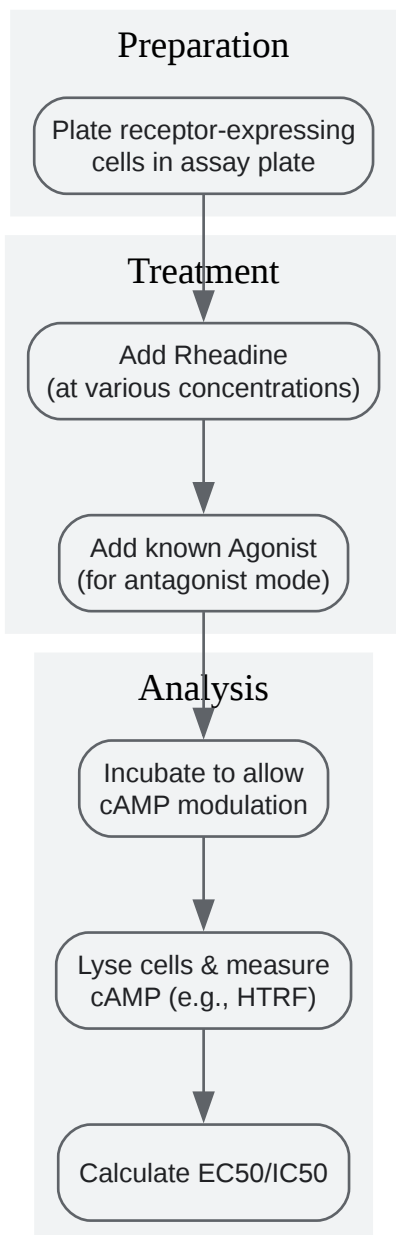 Preparation
Plate receptor-expressing
cells in assay plate
Treatment
Add Rheadine
(at various concentrations)
Add known Agonist
(for antagonist mode)
Analysis
Incubate to allow
cAMP modulation
Lyse cells & measure
cAMP (e.g., HTRF)
Calculate EC50/IC50